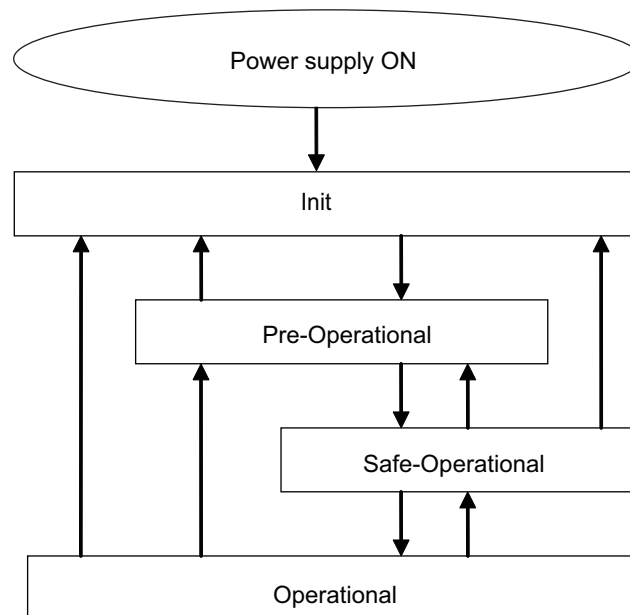 Power supply ON
Init
Pre-Operational
Safe-Operational
Operational